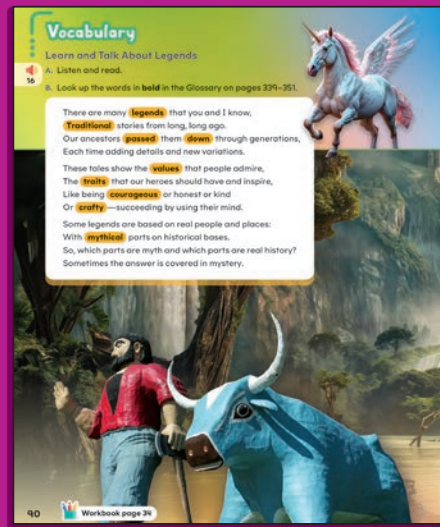 Vocabulary
Learn and Talk About Legends
16
A. Listen and read.
B. Look up the words in bold in the Glossary on pages 339–351.
There are many legends that you and I know,
Traditional stories from long, long ago.
Our ancestors passed them down through generations,
Each time adding details and new variations.
These tales show the values that people admire,
The traits that our heroes should have and inspire,
Like being courageous or honest or kind
Or crafty—succeeding by using their mind.
Some legends are based on real people and places:
With mythical parts on historical bases.
So, which parts are myth and which parts are real history?
Sometimes the answer is covered in mystery.
90
Workbook page 34